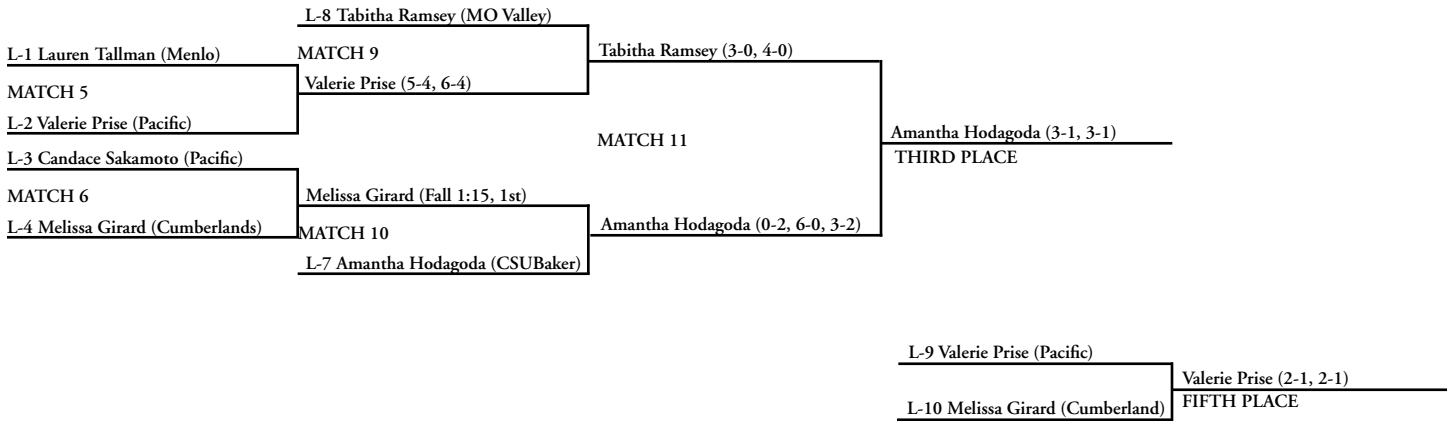 L-8 Tabitha Ramsey (MO Valley)
L-1 Lauren Tallman (Menlo)
MATCH 9
Tabitha Ramsey (3-0, 4-0)
MATCH 5
Valerie Prise (5-4, 6-4)
L-2 Valerie Prise (Pacific)
MATCH 11
Amantha Hodagoda (3-1, 3-1)
THIRD PLACE
L-3 Candace Sakamoto (Pacific)
MATCH 6
Melissa Girard (Fall 1:15, 1st)
L-4 Melissa Girard (Cumberlands)
MATCH 10
Amantha Hodagoda (0-2, 6-0, 3-2)
L-7 Amantha Hodagoda (CSUBaker)
L-9 Valerie Prise (Pacific)
Valerie Prise (2-1, 2-1)
L-10 Melissa Girard (Cumberland)
FIFTH PLACE